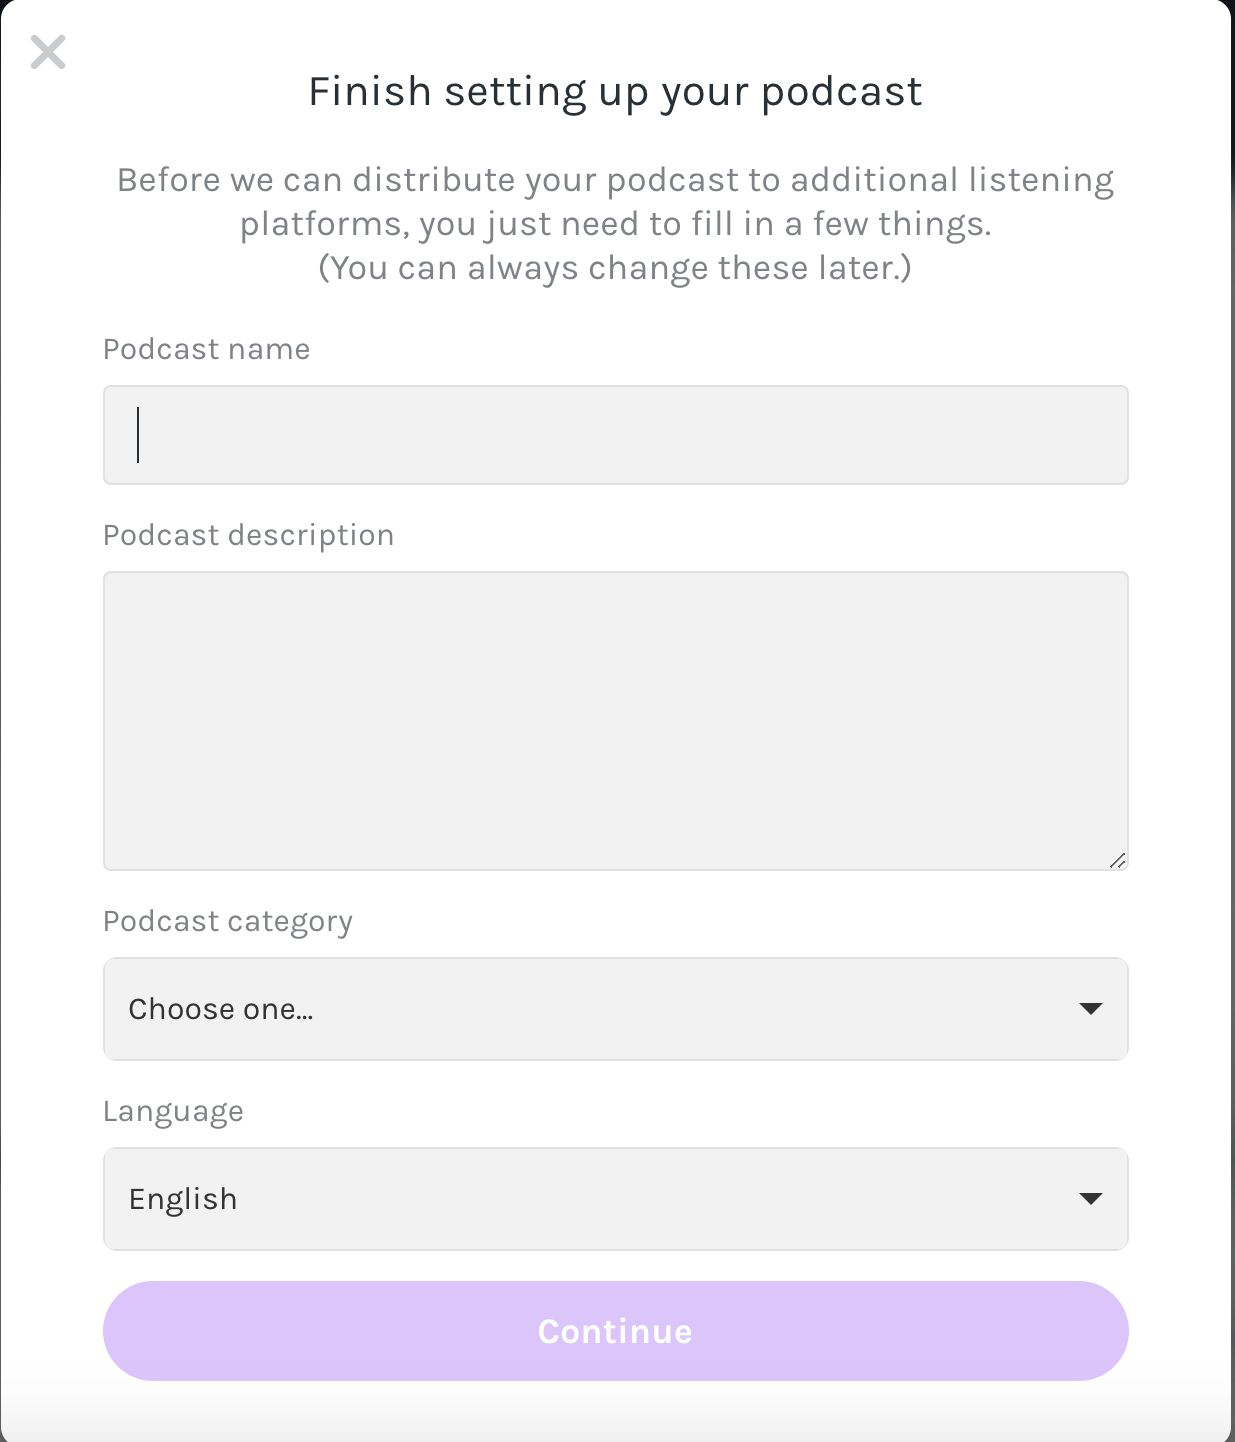 Finish setting up your podcast
Before we can distribute your podcast to additional listening
platforms, you just need to fill in a few things.
(You can always change these later.)
Podcast name
Podcast description
Podcast category
Choose one...
Language
English
Continue